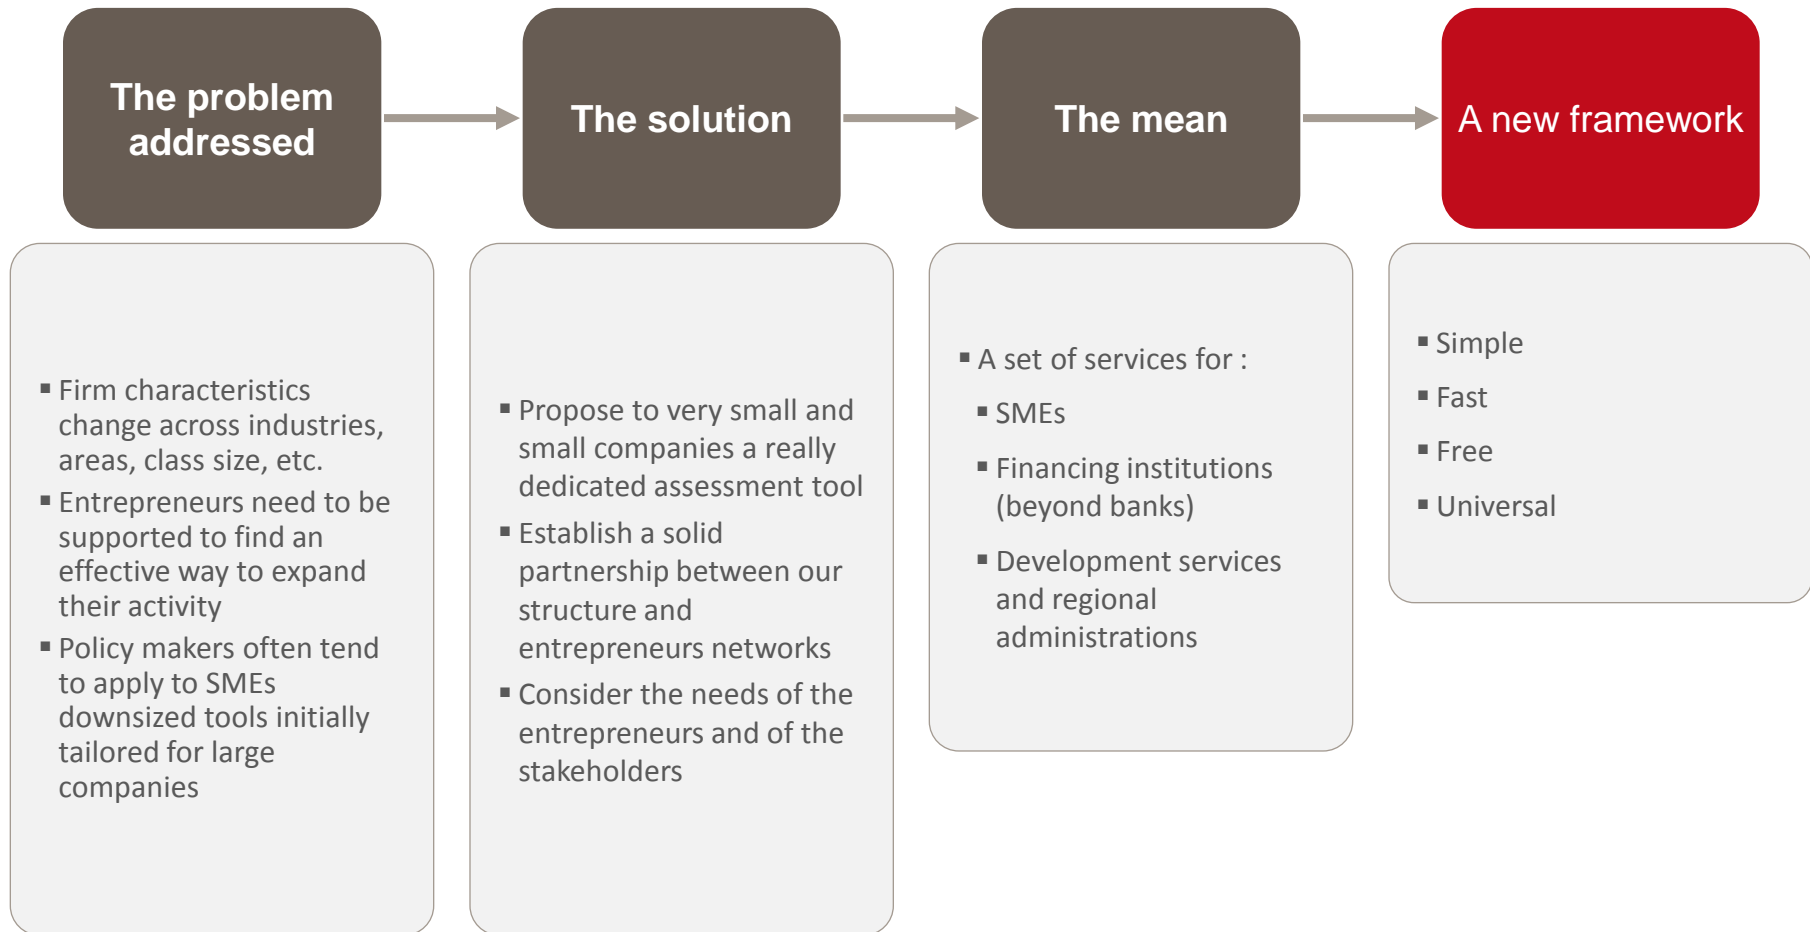 The problem
addressed
The solution
The mean
A new framework
▪ Firm characteristics
change across industries,
areas, class size, etc.
▪ Entrepreneurs need to be
supported to find an
effective way to expand
their activity
▪ Policy makers often tend
to apply to SMEs
downsized tools initially
tailored for large
companies
▪ Propose to very small and
small companies a really
dedicated assessment tool
▪ Establish a solid
partnership between our
structure and
entrepreneurs networks
▪ Consider the needs of the
entrepreneurs and of the
stakeholders
▪ A set of services for :
▪ SMEs
▪ Financing institutions
(beyond banks)
▪ Development services
and regional
administrations
▪ Simple
▪ Fast
▪ Free
▪ Universal